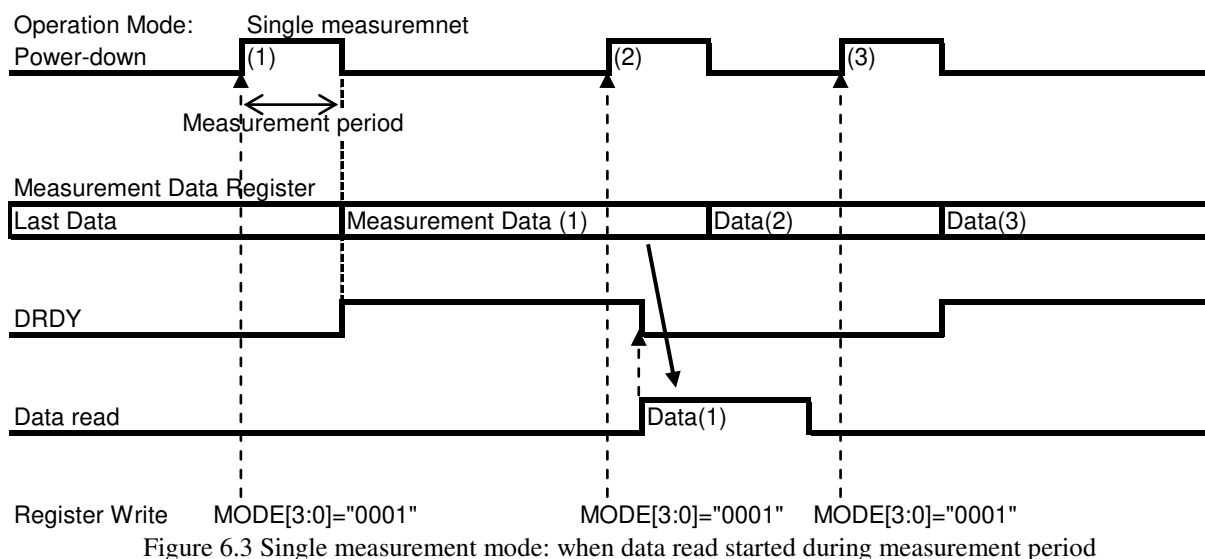 Operation Mode: Single measuremnet
Power-down
(1) (2) (3)
Measurement period
Measurement Data Register
Last Data Measurement Data (1) Data(2) Data(3)
DRDY
Data read Data(1)
Register Write MODE[3:0]="0001" MODE[3:0]="0001" MODE[3:0]="0001"
Figure 6.3 Single measurement mode: when data read started during measurement period